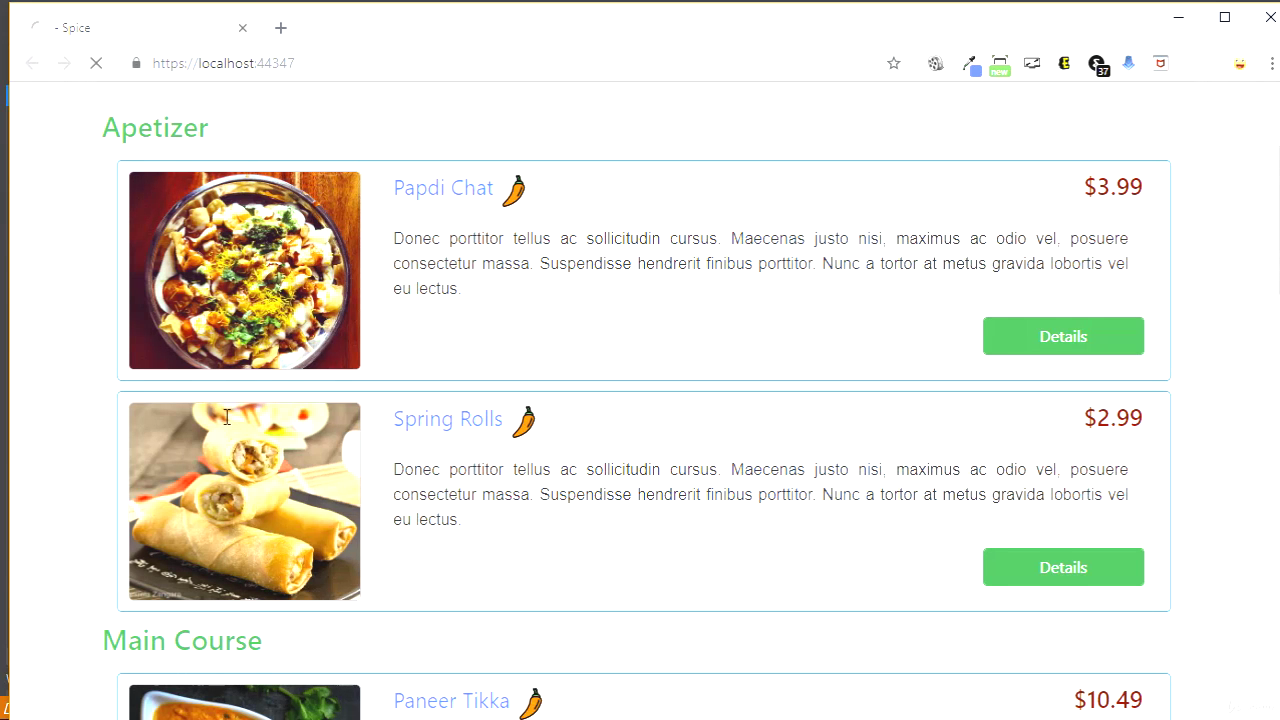 - Spice
https://localhost:44347
new
37
Apetizer
Papdi Chat
$3.99
Donec porttitor tellus ac sollicitudin cursus. Maecenas justo nisi, maximus ac odio vel, posuere
consectetur massa. Suspendisse hendrerit finibus porttitor. Nunc a tortor at metus gravida lobortis vel
eu lectus.
Details
Spring Rolls
$2.99
Donec porttitor tellus ac sollicitudin cursus. Maecenas justo nisi, maximus ac odio vel, posuere
consectetur massa. Suspendisse hendrerit finibus porttitor. Nunc a tortor at metus gravida lobortis vel
eu lectus.
Details
Main Course
Paneer Tikka
$10.49